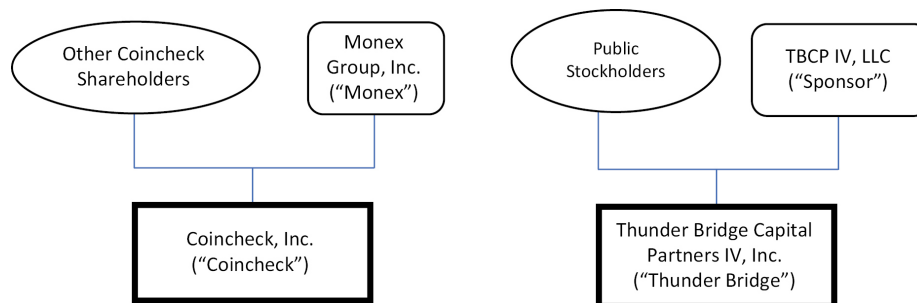 Other Coincheck
Shareholders
Monex
Group, Inc.
(“Monex”)
Public
Stockholders
TBCP IV, LLC
(“Sponsor”)
Coincheck, Inc.
(“Coincheck”)
Thunder Bridge Capital
Partners IV, Inc.
(“Thunder Bridge”)